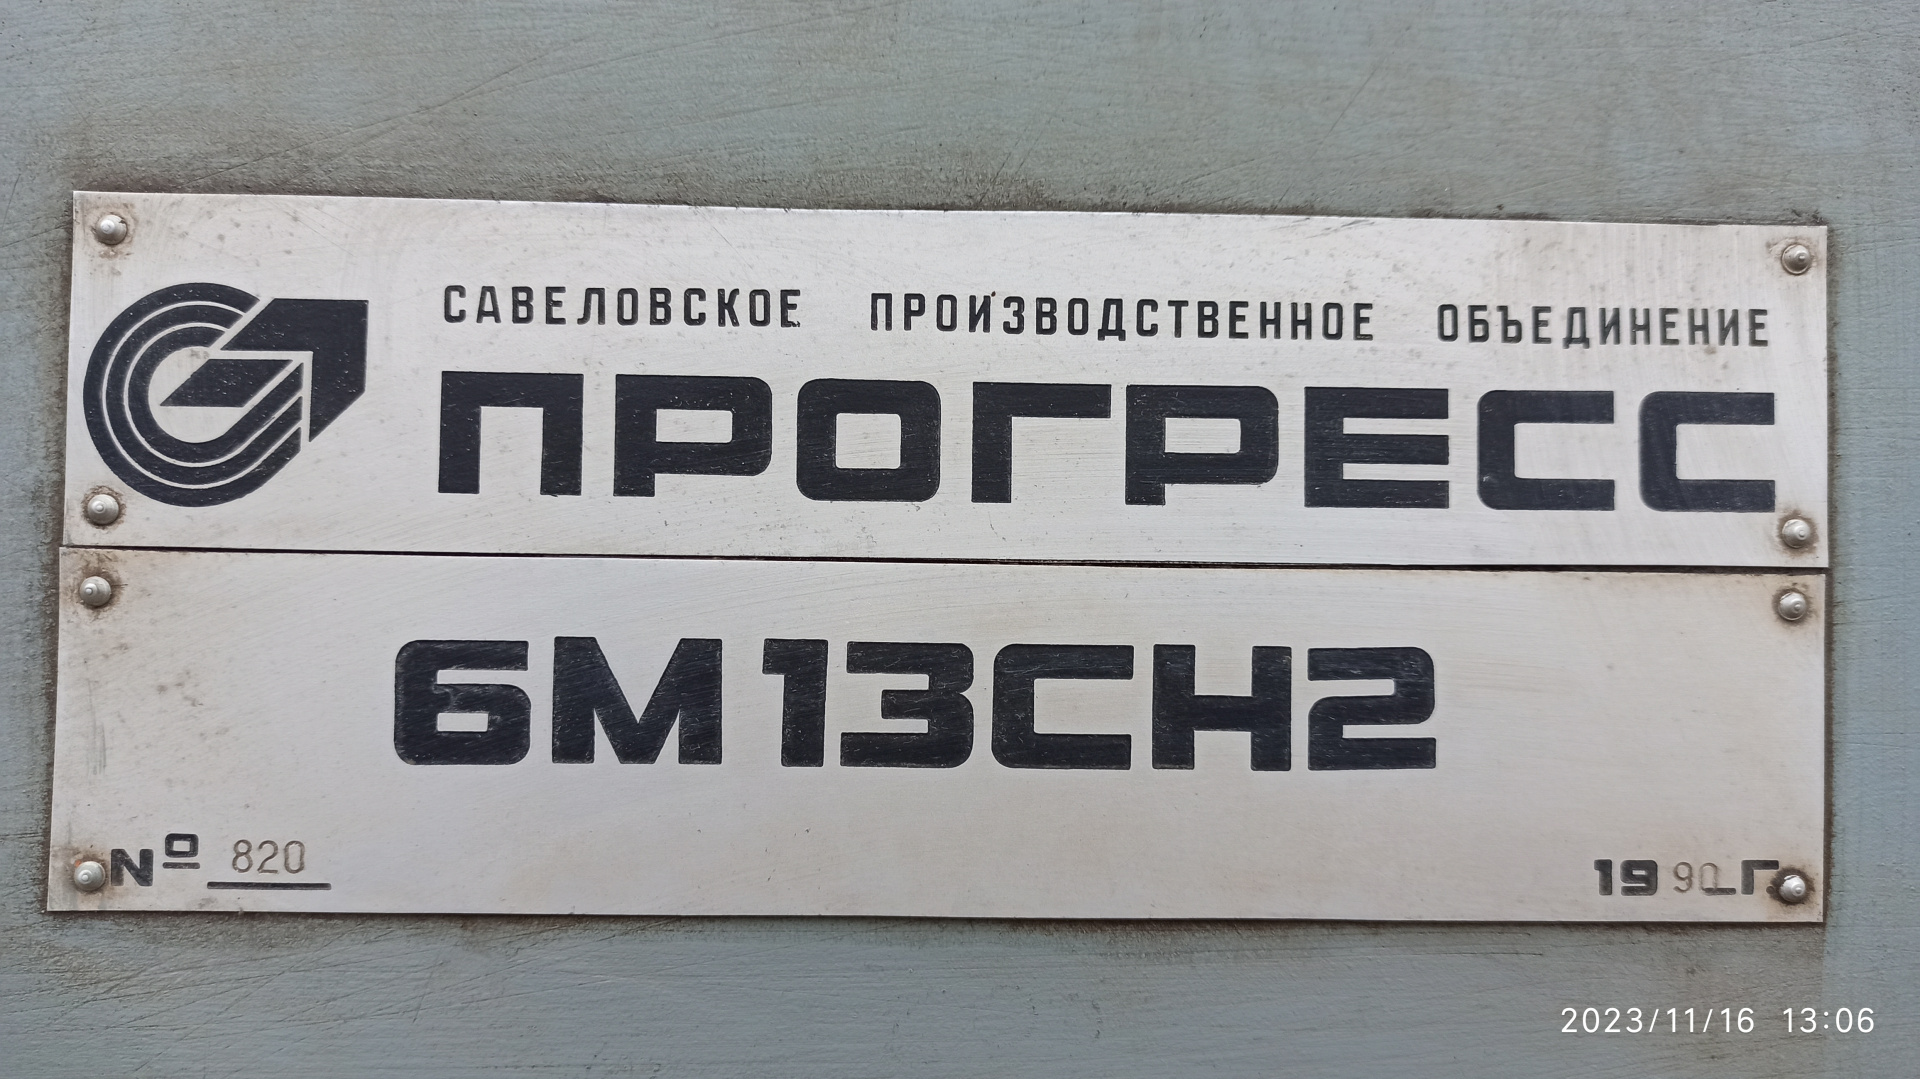 САВЕЛОВСКОЕ ПРОИЗВОДСТВЕННОЕ ОБЪЕДИНЕНИЕ
ПРОГРЕСС
6М13СН2
№ 820 1990 Г.
2023/11/16 13:06